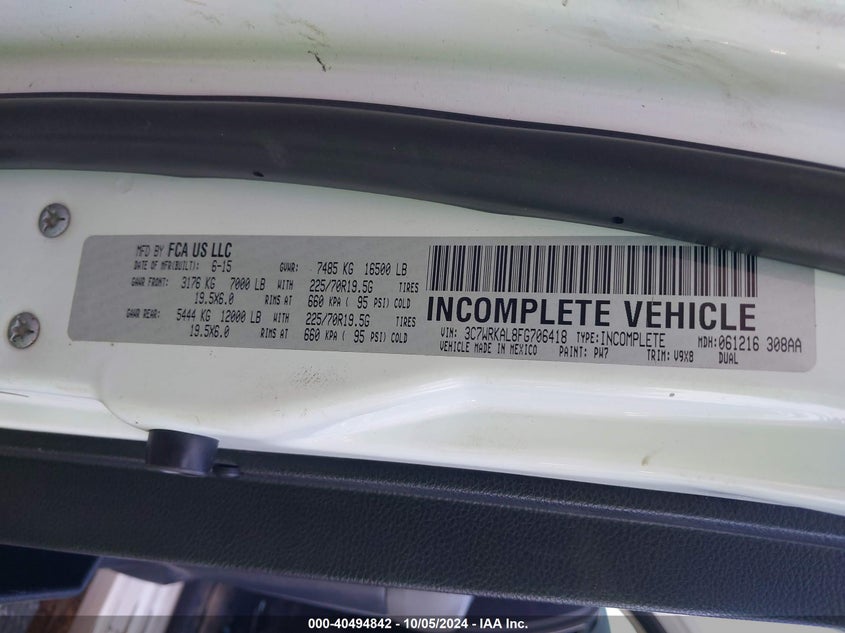 MFD BY FCA US LLC
DATE OF MFR(BUILT): 6-15 GVWR: 7485 KG 16500 LB
GAWR FRONT: 3176 KG 7000 LB WITH 225/70R19.5G TIRES
19.5X6.0 RIMS AT 660 KPA ( 95 PSI) COLD
GAWR REAR: 5444 KG 12000 LB WITH 225/70R19.5G TIRES
19.5X6.0 RIMS AT 660 KPA ( 95 PSI) COLD
INCOMPLETE VEHICLE
VIN: 3C7WRKAL8FG706418 TYPE:INCOMPLETE MDH:061216 308AA
VEHICLE MADE IN MEXICO PAINT: PW7 TRIM: V9X8 DUAL
000-40494842 - 10/05/2024 - IAA Inc.